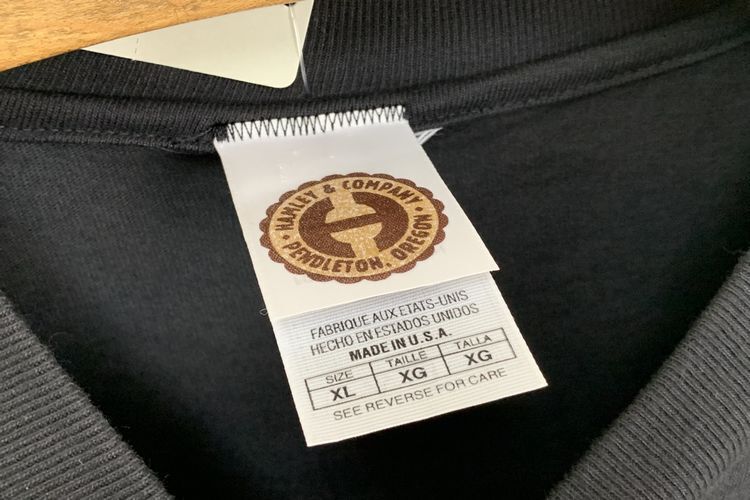 HAMLEY & COMPANY
PENDLETON, OREGON
FABRIQUE AUX ETATS-UNIS
HECHO EN ESTADOS UNIDOS
MADE IN U.S.A.
SIZE TAILLE TALLA
XL XG XG
SEE REVERSE FOR CARE